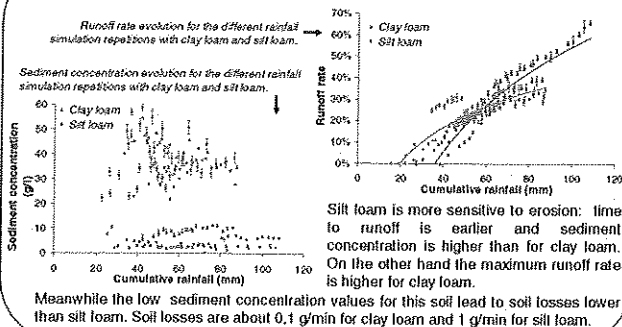 Runoff rate evolution for the different rainfall
simulation repetitions with clay loam and silt loam.
Sediment concentration evolution for the different rainfall
simulation repetitions with clay loam and silt loam.
Clay loam
Silt loam
Sediment concentration
(g/l)
60
50
40
30
20
10
0
0 20 40 60 80 100 120
Cumulative rainfall (mm)
Clay loam
Silt loam
Runoff rate
70%
60%
50%
40%
30%
20%
10%
0%
0 20 40 60 80 100 120
Cumulative rainfall (mm)
Silt loam is more sensitive to erosion: time
to runoff is earlier and sediment
concentration is higher than for clay loam.
On the other hand the maximum runoff rate
is higher for clay loam.
Meanwhile the low sediment concentration values for this soil lead to soil losses lower
than silt loam. Soil losses are about 0,1 g/min for clay loam and 1 g/min for silt loam.